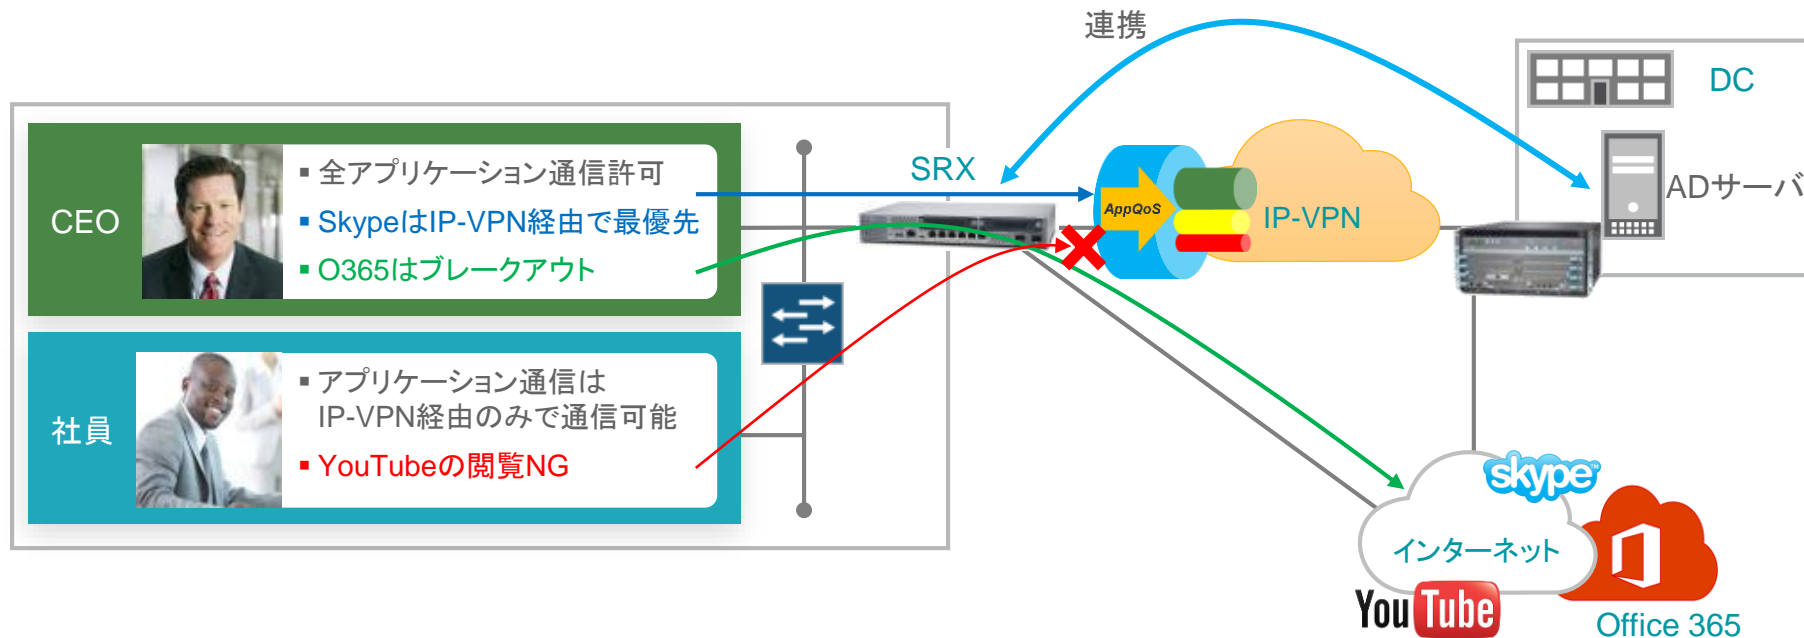 連携
DC
ADサーバ
SRX
AppQoS
IP-VPN
CEO
▪ 全アプリケーション通信許可
▪ SkypeはIP-VPN経由で最優先
▪ O365はブレークアウト
社員
▪ アプリケーション通信は
IP-VPN経由のみで通信可能
▪ YouTubeの閲覧NG
skype™
インターネット
YouTube
Office 365